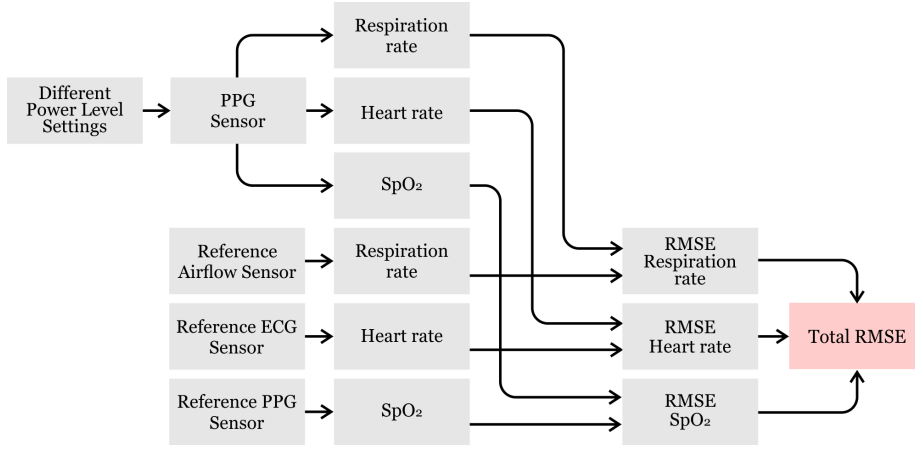 Respiration
rate
Different
Power Level
Settings
PPG
Sensor
Heart rate
SpO₂
Reference
Airflow Sensor
Respiration
rate
RMSE
Respiration
rate
Reference ECG
Sensor
Heart rate
RMSE
Heart rate
Total RMSE
Reference PPG
Sensor
SpO₂
RMSE
SpO₂